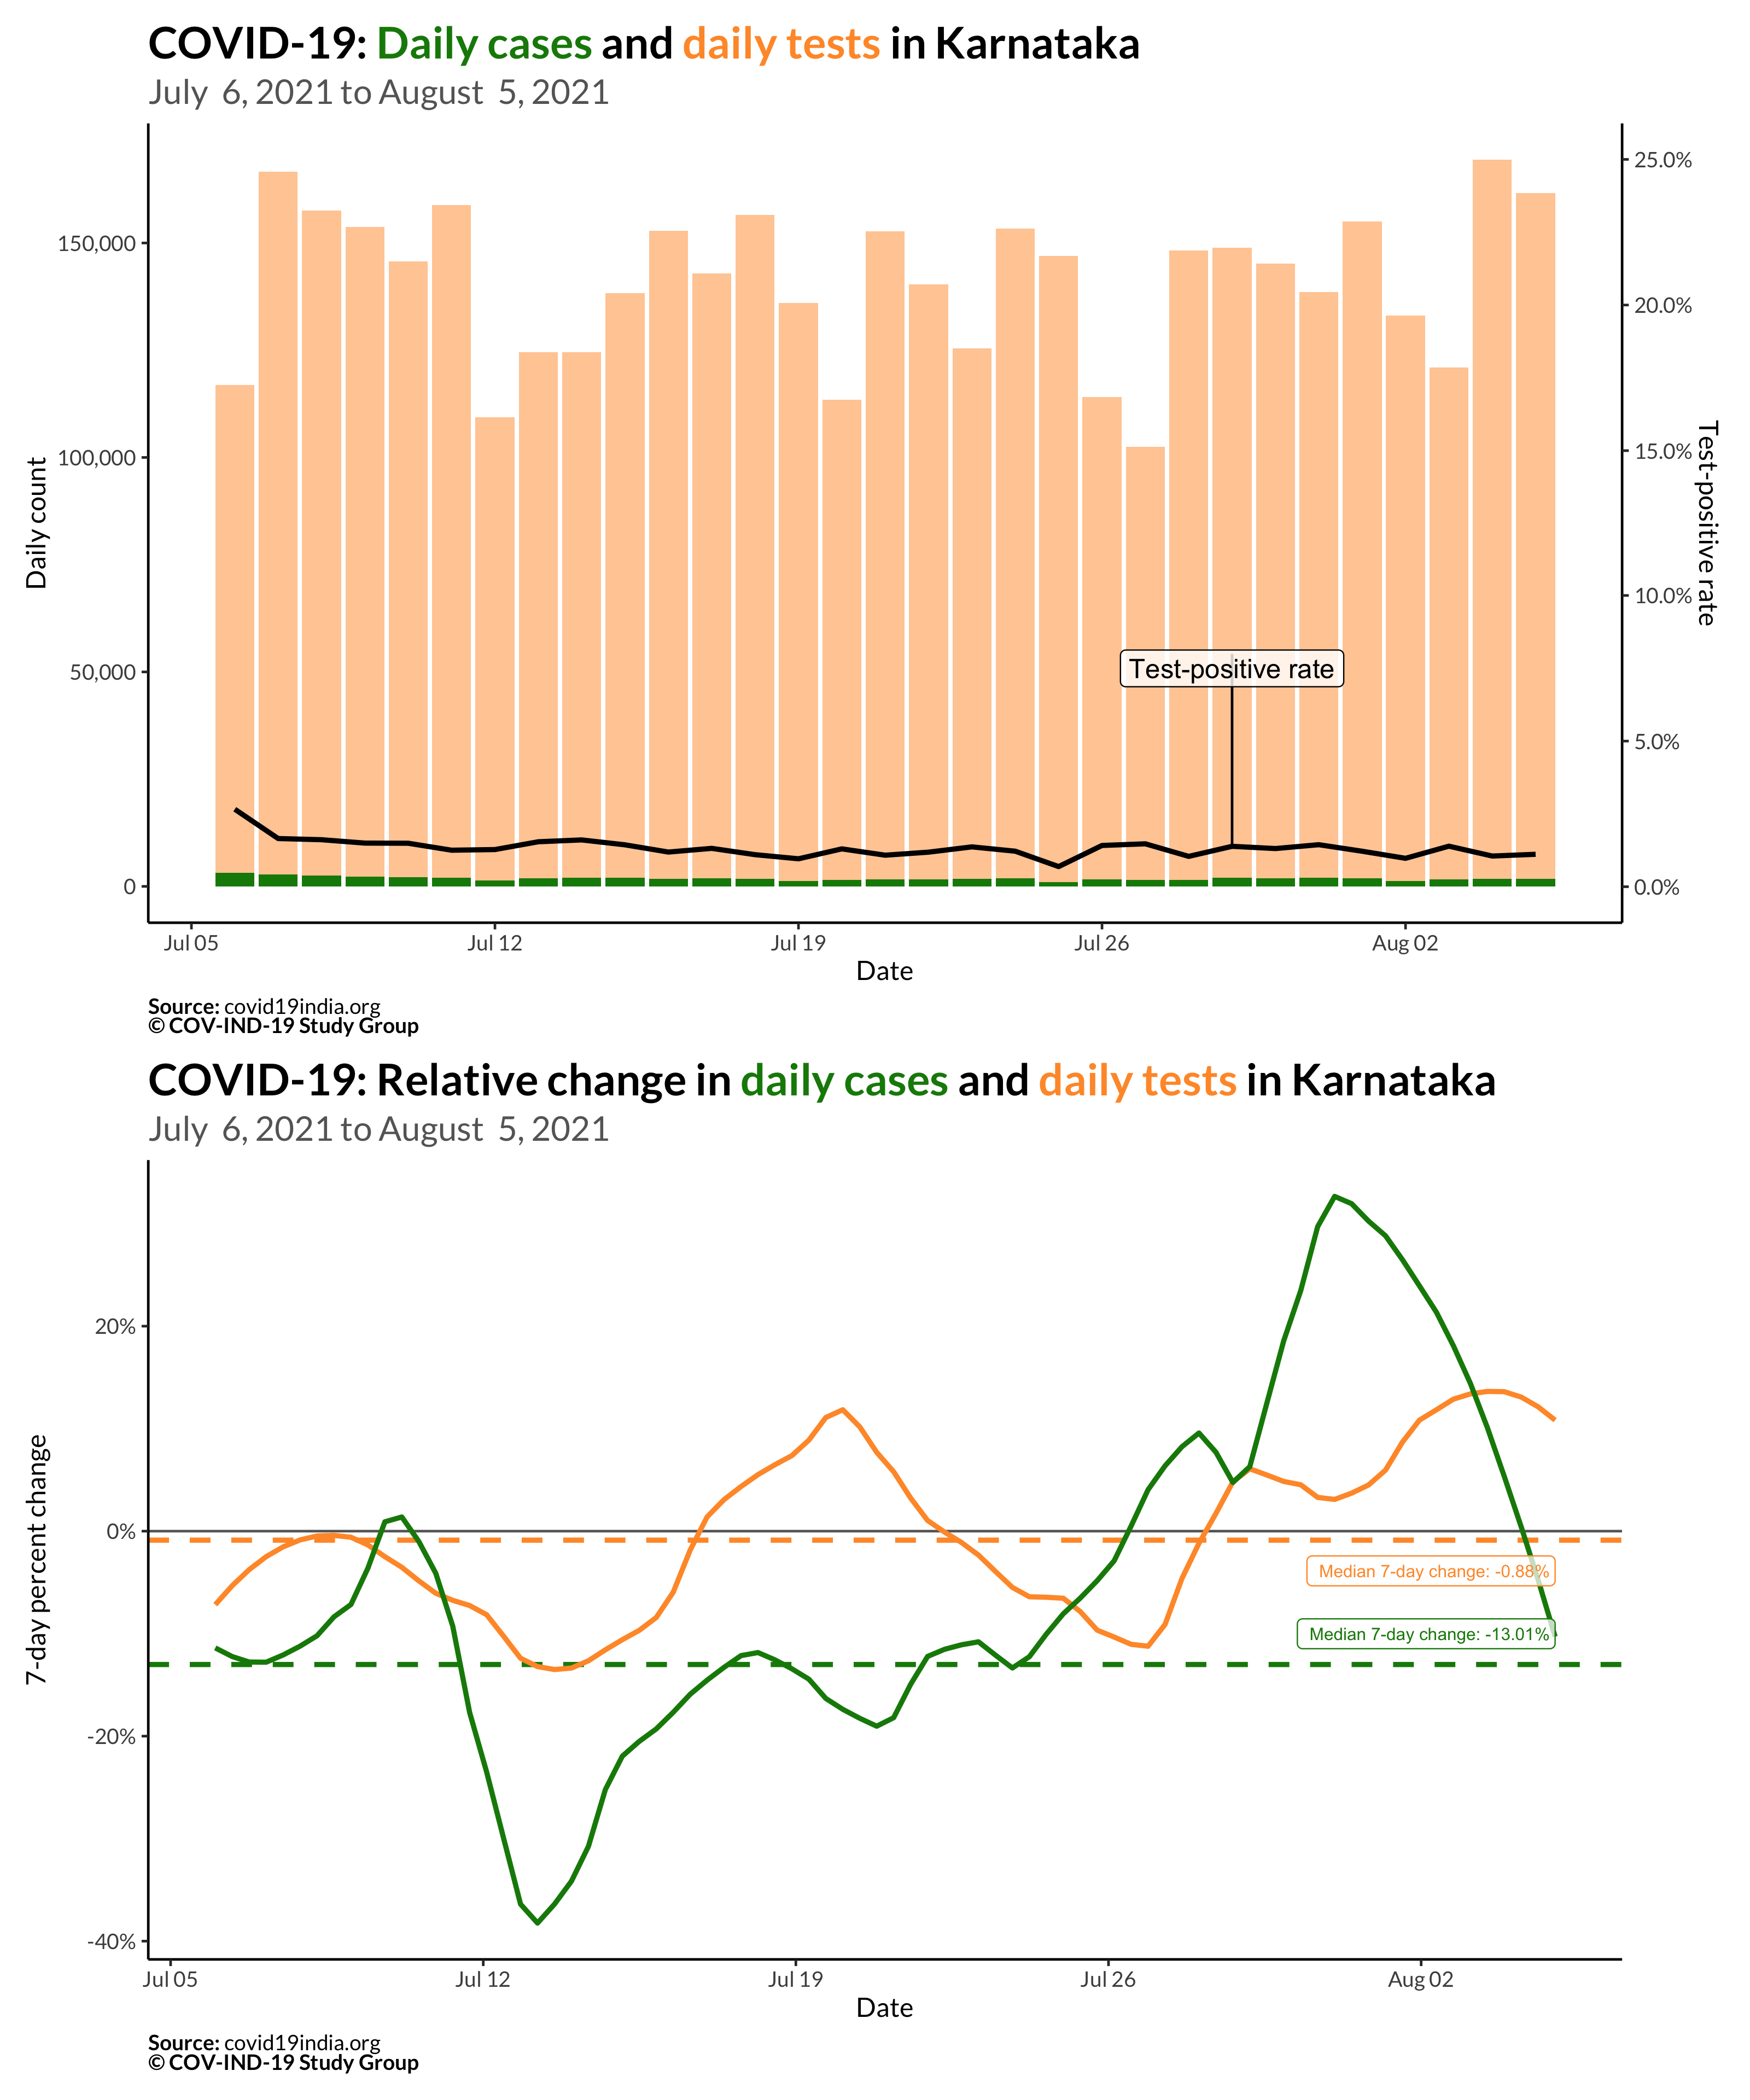 COVID-19: Daily cases and daily tests in Karnataka
July 6, 2021 to August 5, 2021
Daily count
150,000
100,000
50,000
0
25.0%
20.0%
15.0%
10.0%
5.0%
0.0%
Test-positive rate
Test-positive rate
Jul 05 Jul 12 Jul 19 Jul 26 Aug 02
Date
Source: covid19india.org
© COV-IND-19 Study Group
COVID-19: Relative change in daily cases and daily tests in Karnataka
July 6, 2021 to August 5, 2021
7-day percent change
20%
0%
-20%
-40%
Median 7-day change: -0.88%
Median 7-day change: -13.01%
Jul 05 Jul 12 Jul 19 Jul 26 Aug 02
Date
Source: covid19india.org
© COV-IND-19 Study Group